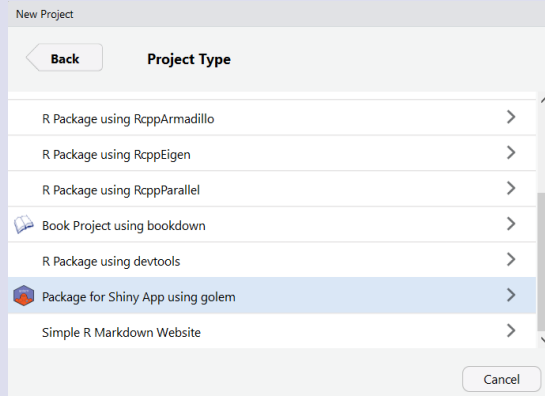 New Project
Back
Project Type
R Package using RcppArmadillo
R Package using RcppEigen
R Package using RcppParallel
Book Project using bookdown
R Package using devtools
Package for Shiny App using golem
Simple R Markdown Website
Cancel